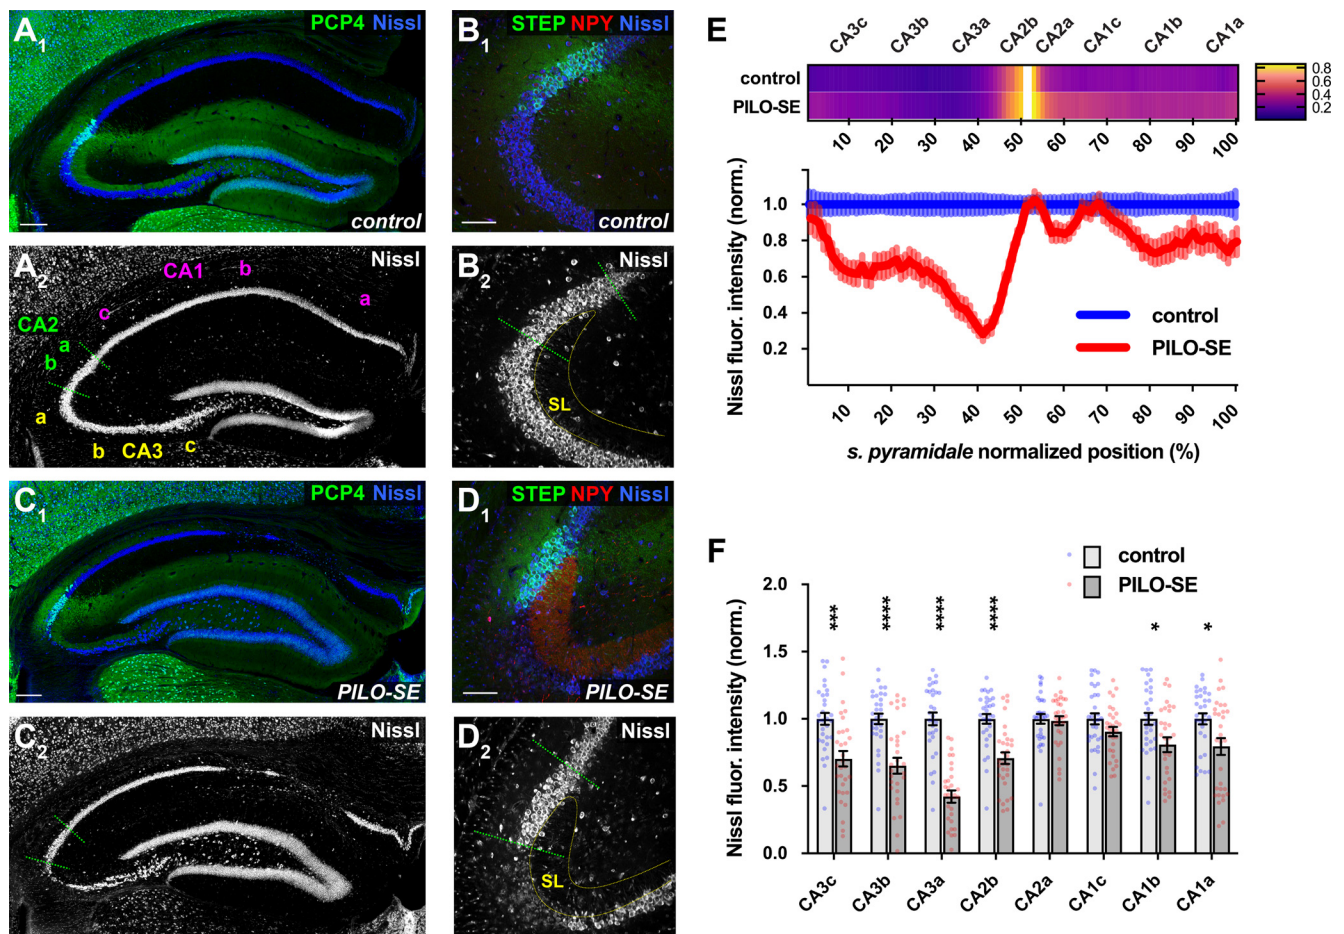 A1
PCP4 Nissl
control
B1
STEP NPY Nissl
control
A2
Nissl
CA1
b
a
c
CA2
a
b
a
b
CA3
c
B2
Nissl
SL
C1
PCP4 Nissl
PILO-SE
D1
STEP NPY Nissl
PILO-SE
C2
Nissl
D2
Nissl
SL
E
CA3c CA3b CA3a CA2b CA2a CA1c CA1b CA1a
control
PILO-SE
0.8
0.6
0.4
0.2
10 20 30 40 50 60 70 80 90 100
Nissl fluor. intensity (norm.)
1.0
0.8
0.6
0.4
0.2
control
PILO-SE
10 20 30 40 50 60 70 80 90 100
s. pyramidale normalized position (%)
F
control
PILO-SE
Nissl fluor. intensity (norm.)
2.0
1.5
1.0
0.5
0.0
*** **** **** **** * *
CA3c CA3b CA3a CA2b CA2a CA1c CA1b CA1a